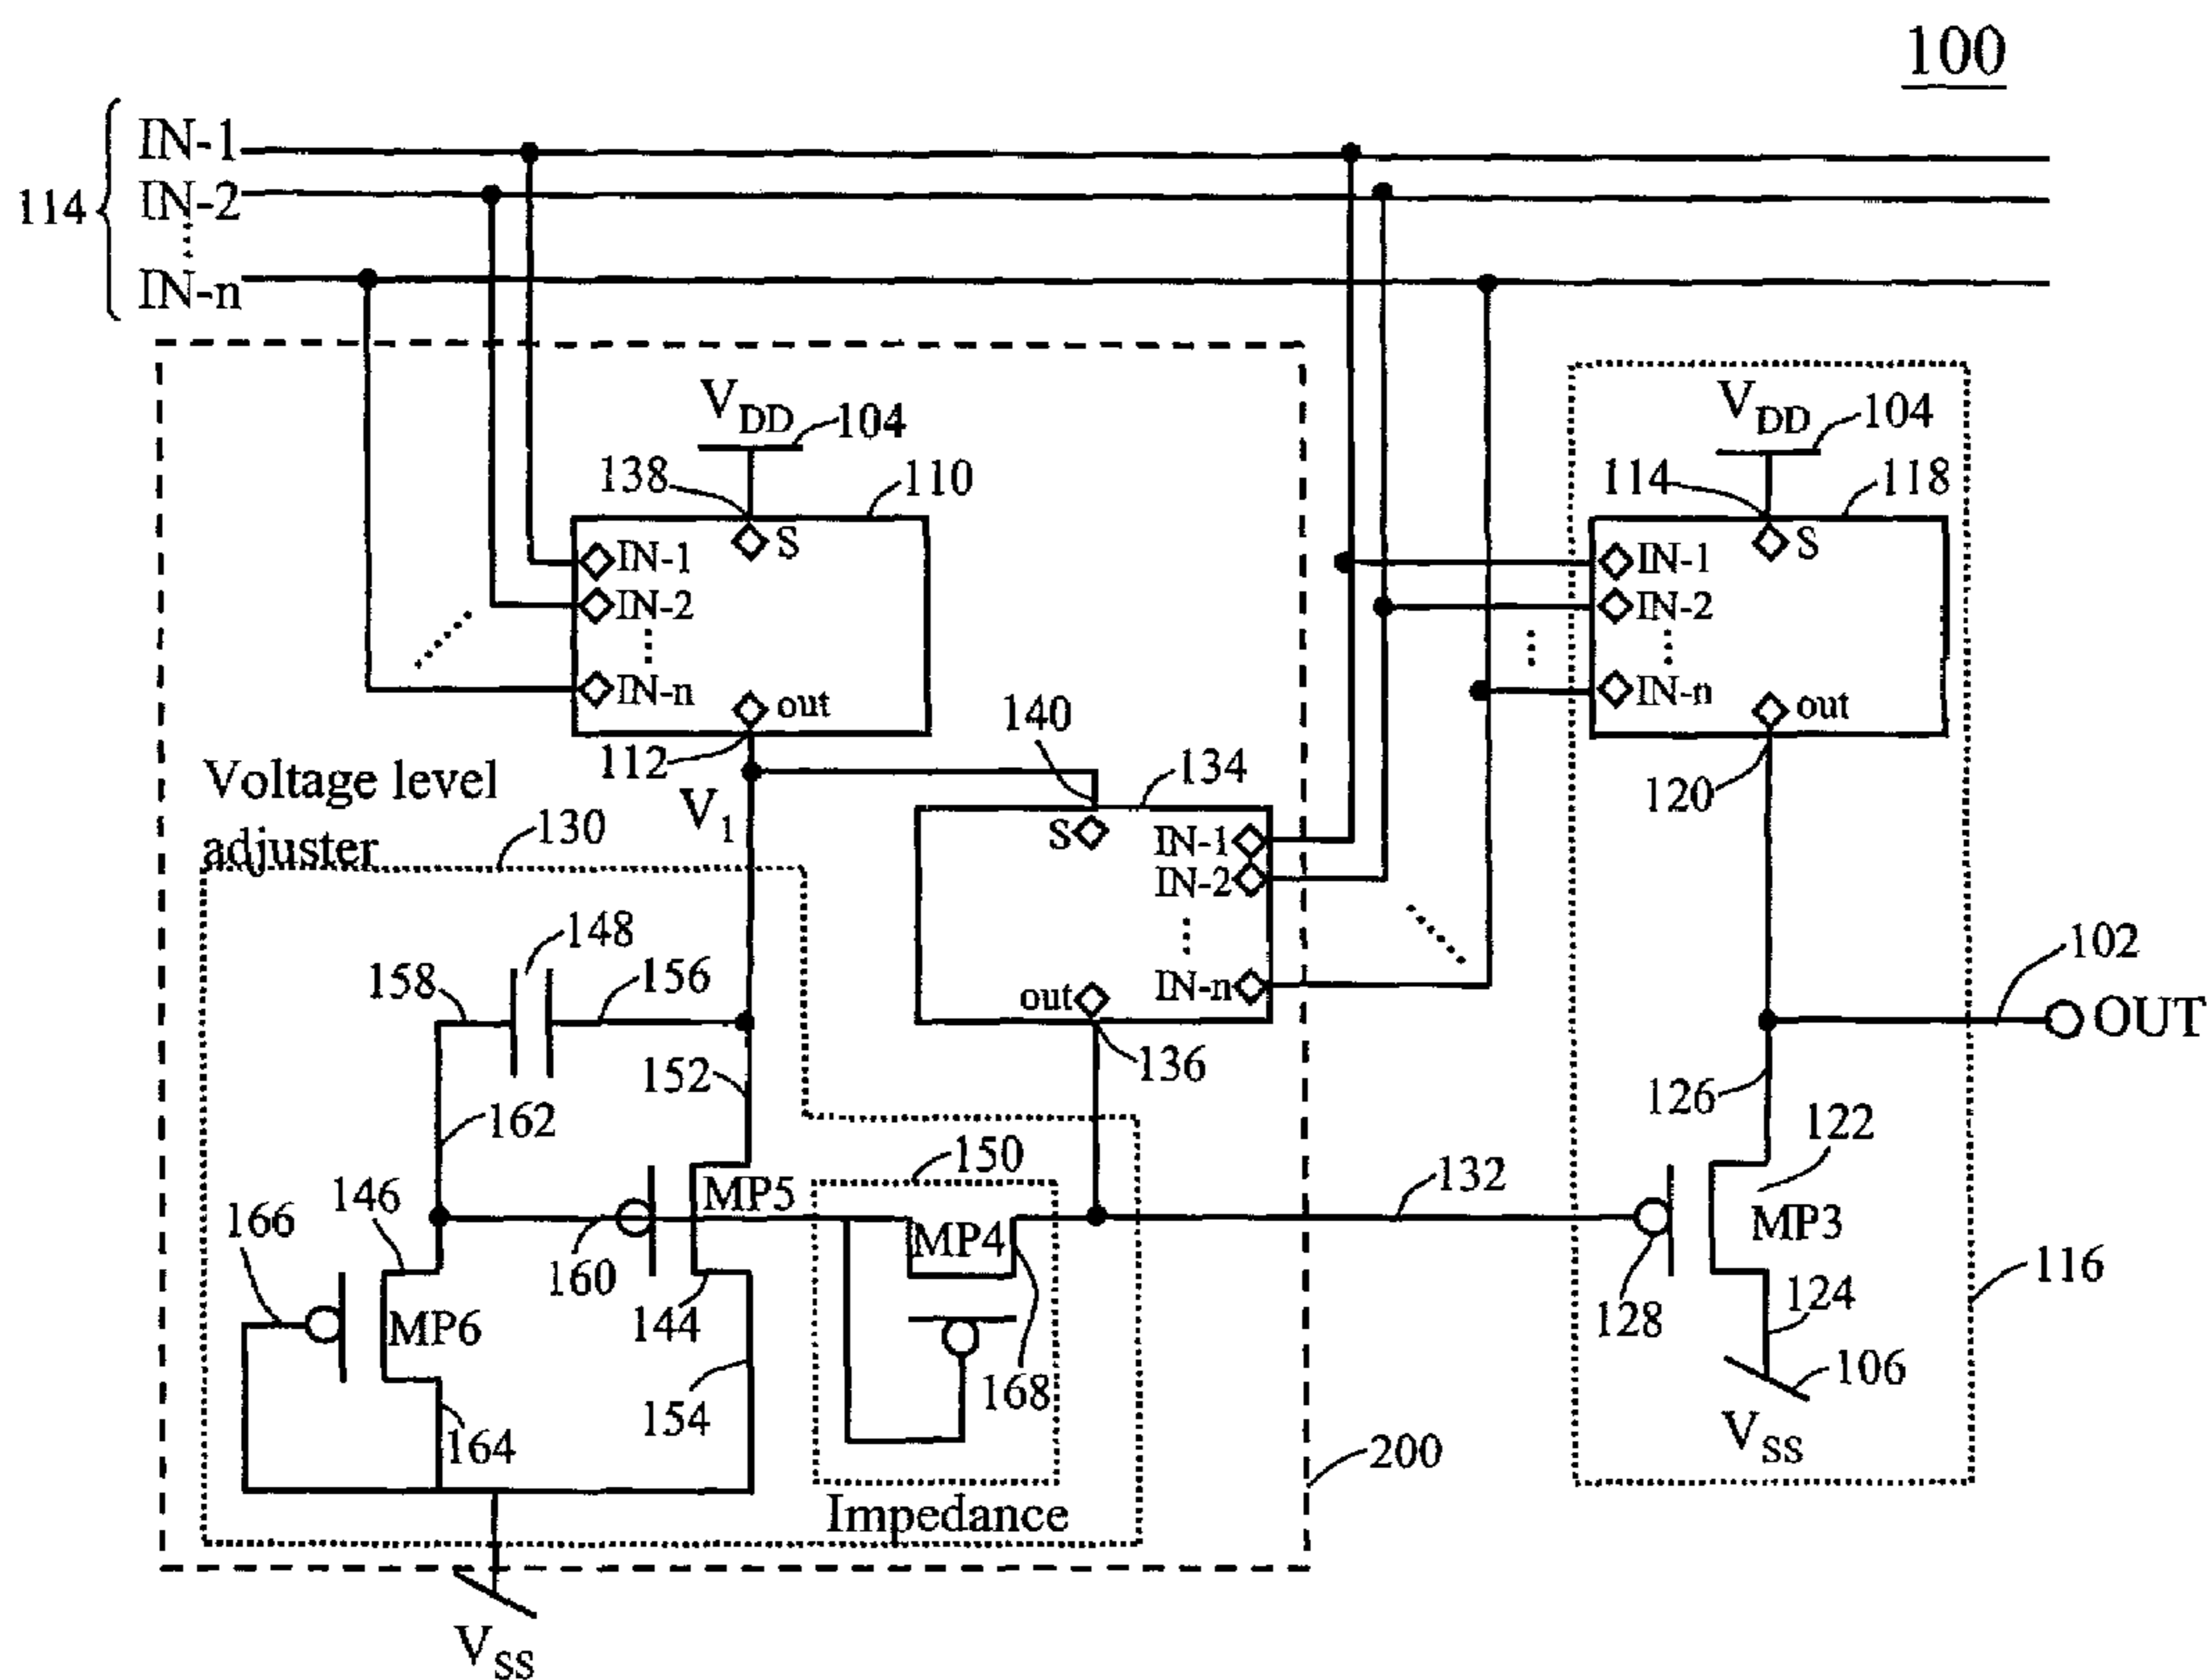 100
IN-1
IN-2
IN-n
114
VDD
104
138
110
S
IN-1
IN-2
IN-n
out
112
V1
VDD
104
114
118
S
IN-1
IN-2
IN-n
out
120
140
134
S
IN-1
IN-2
IN-n
out
136
Voltage level
adjuster
130
148
158
156
152
162
102
OUT
126
122
150
132
146
MP5
166
MP4
MP3
160
144
128
124
116
MP6
168
106
154
164
VSS
200
Impedance
VSS